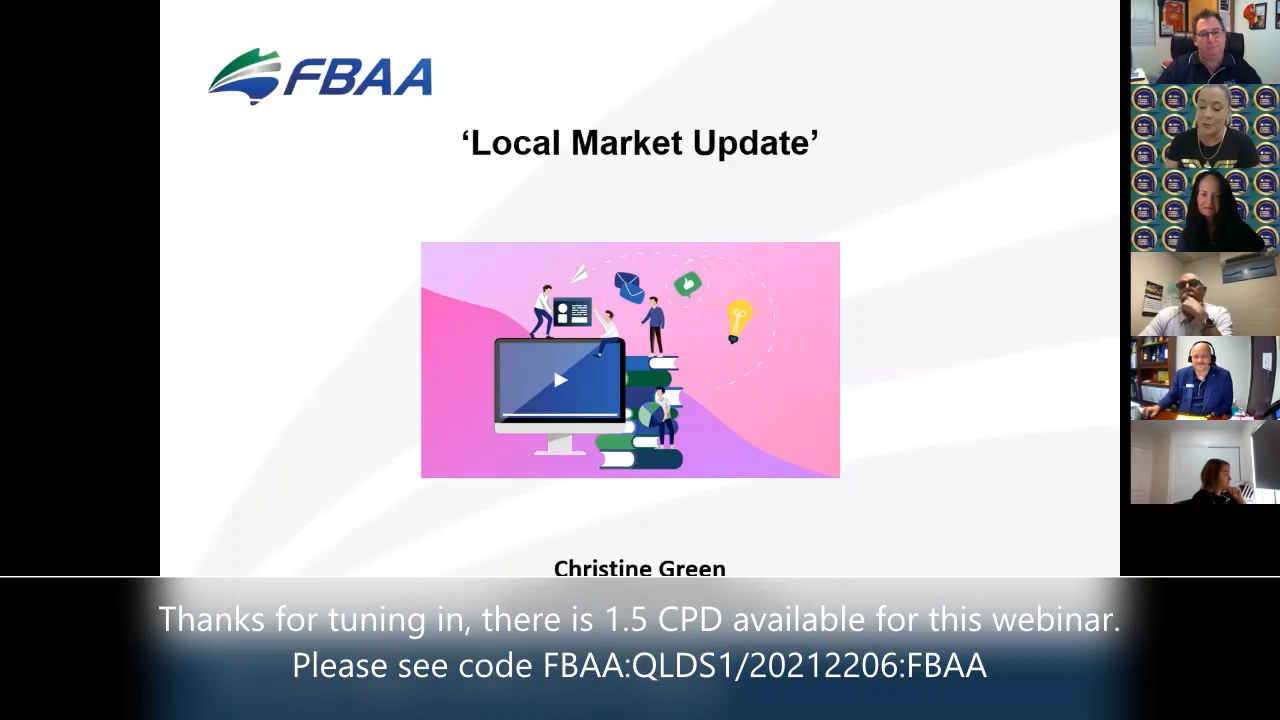 FBAA
‘Local Market Update’
Christine Green
Thanks for tuning in, there is 1.5 CPD available for this webinar.
Please see code FBAA:QLDS1/20212206:FBAA